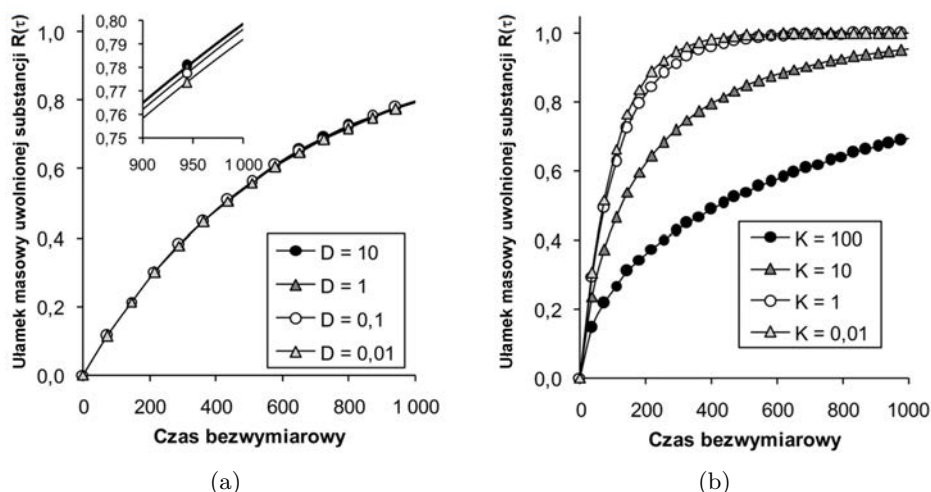 Ułamek masowy uwolnionej substancji R(τ)
0,80
0,79
0,78
0,77
0,76
0,75
900
950
1 000
1,0
0,8
0,6
0,4
0,2
0,0
D = 10
D = 1
D = 0,1
D = 0,01
0
200
400
600
800
1 000
Czas bezwymiarowy
(a)
Ułamek masowy uwolnionej substancji R(τ)
1,0
0,8
0,6
0,4
0,2
0,0
K = 100
K = 10
K = 1
K = 0,01
0
200
400
600
800
1000
Czas bezwymiarowy
(b)